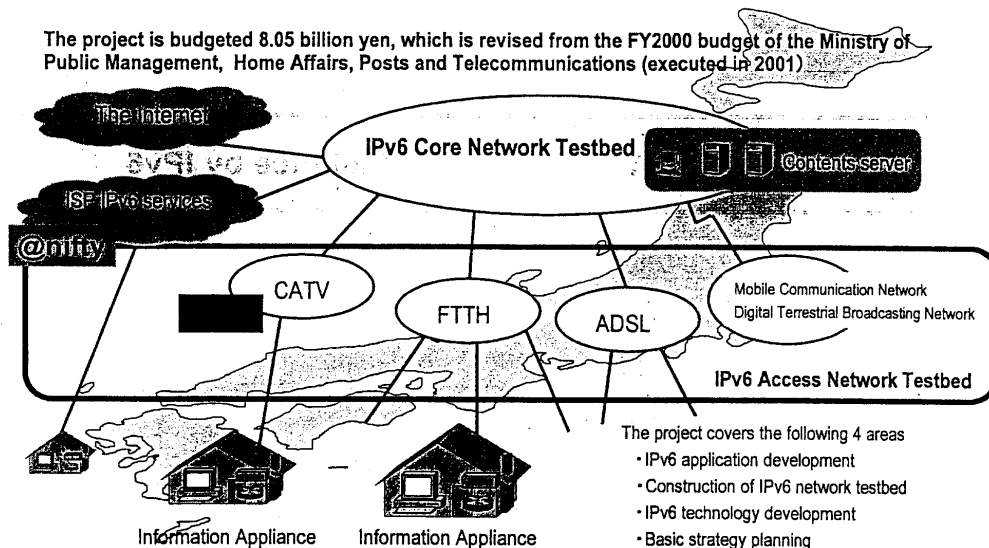 The project is budgeted 8.05 billion yen, which is revised from the FY2000 budget of the Ministry of
Public Management, Home Affairs, Posts and Telecommunications (executed in 2001)
The Internet
IPv6 Core Network Testbed
Contents server
ISP IPv6 services
@nifty
CATV
FTTH
ADSL
Mobile Communication Network
Digital Terrestrial Broadcasting Network
IPv6 Access Network Testbed
The project covers the following 4 areas
・IPv6 application development
・Construction of IPv6 network testbed
・IPv6 technology development
・Basic strategy planning
Information Appliance
Information Appliance